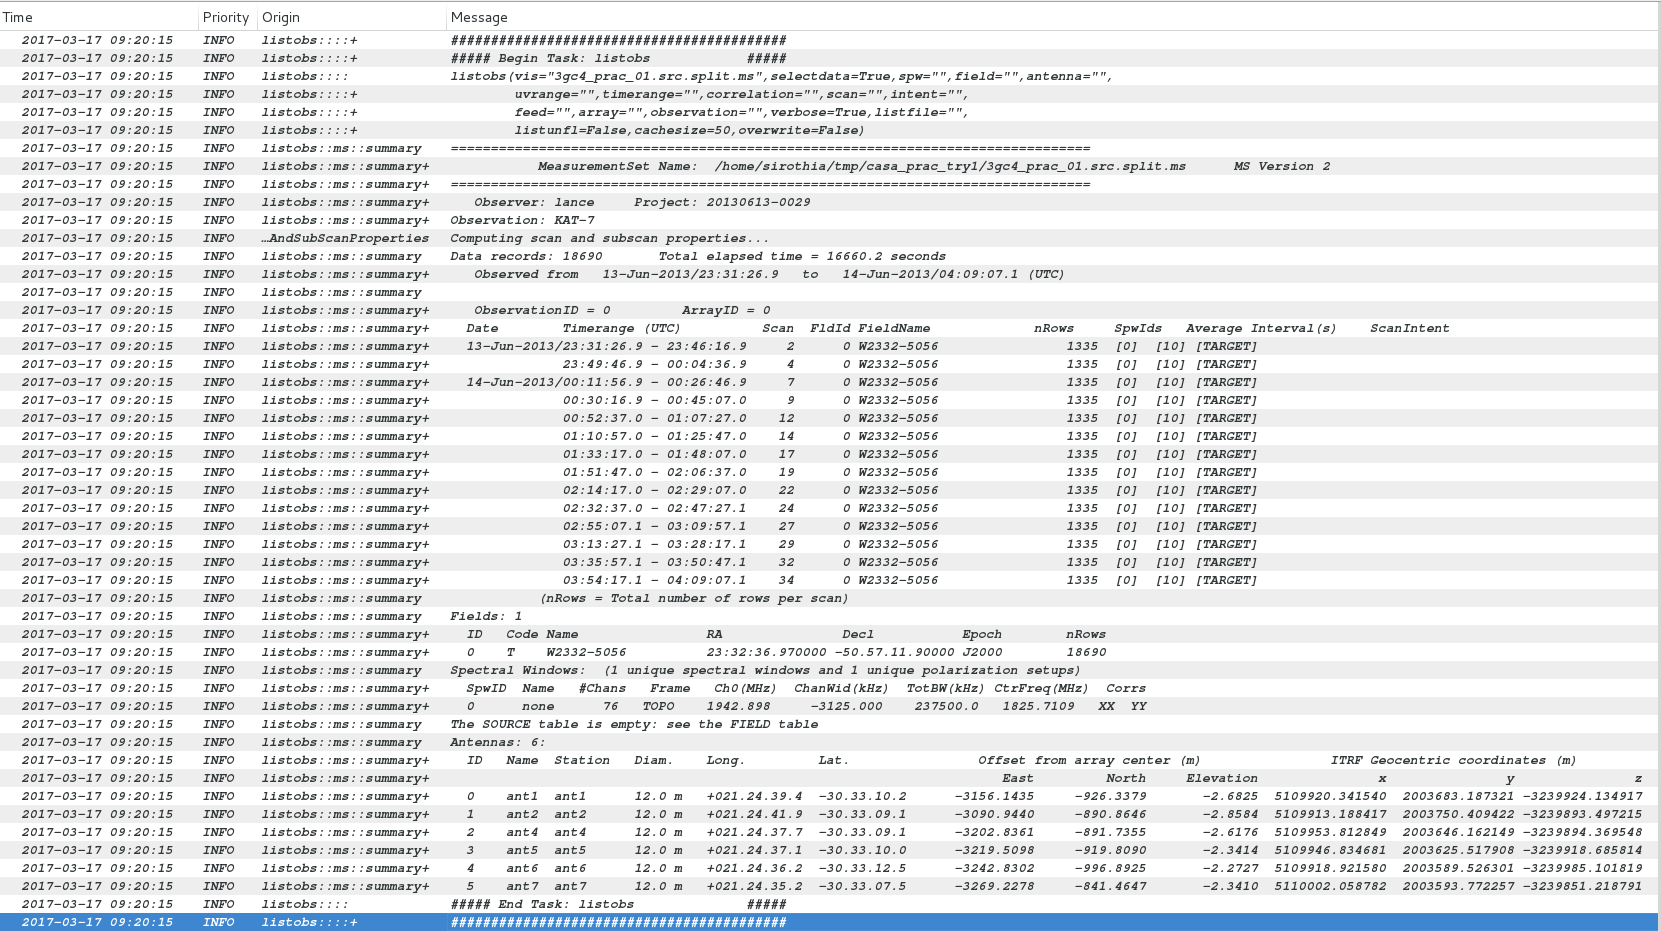 Time Priority Origin Message
2017-03-17 09:20:15 INFO listobs::::+ ##########################################
2017-03-17 09:20:15 INFO listobs::::+ ##### Begin Task: listobs #####
2017-03-17 09:20:15 INFO listobs:::: listobs(vis="3gc4_prac_01.src.split.ms",selectdata=True,spw="",field="",antenna="",
2017-03-17 09:20:15 INFO listobs::::+ uvrange="",timerange="",correlation="",scan="",intent="",
2017-03-17 09:20:15 INFO listobs::::+ feed="",array="",observation="",verbose=True,listfile="",
2017-03-17 09:20:15 INFO listobs::::+ listunfl=False,cachesize=50,overwrite=False)
2017-03-17 09:20:15 INFO listobs::ms::summary ================================================================================
2017-03-17 09:20:15 INFO listobs::ms::summary+ MeasurementSet Name: /home/sirothia/tmp/casa_prac_try1/3gc4_prac_01.src.split.ms MS Version 2
2017-03-17 09:20:15 INFO listobs::ms::summary+ ================================================================================
2017-03-17 09:20:15 INFO listobs::ms::summary+ Observer: lance Project: 20130613-0029
2017-03-17 09:20:15 INFO listobs::ms::summary+ Observation: KAT-7
2017-03-17 09:20:15 INFO …AndSubScanProperties Computing scan and subscan properties...
2017-03-17 09:20:15 INFO listobs::ms::summary Data records: 18690 Total elapsed time = 16660.2 seconds
2017-03-17 09:20:15 INFO listobs::ms::summary+ Observed from 13-Jun-2013/23:31:26.9 to 14-Jun-2013/04:09:07.1 (UTC)
2017-03-17 09:20:15 INFO listobs::ms::summary
2017-03-17 09:20:15 INFO listobs::ms::summary+ ObservationID = 0 ArrayID = 0
2017-03-17 09:20:15 INFO listobs::ms::summary+ Date Timerange (UTC) Scan FldId FieldName nRows SpwIds Average Interval(s) ScanIntent
2017-03-17 09:20:15 INFO listobs::ms::summary+ 13-Jun-2013/23:31:26.9 - 23:46:16.9 2 0 W2332-5056 1335 [0] [10] [TARGET]
2017-03-17 09:20:15 INFO listobs::ms::summary+ 23:49:46.9 - 00:04:36.9 4 0 W2332-5056 1335 [0] [10] [TARGET]
2017-03-17 09:20:15 INFO listobs::ms::summary+ 14-Jun-2013/00:11:56.9 - 00:26:46.9 7 0 W2332-5056 1335 [0] [10] [TARGET]
2017-03-17 09:20:15 INFO listobs::ms::summary+ 00:30:16.9 - 00:45:07.0 9 0 W2332-5056 1335 [0] [10] [TARGET]
2017-03-17 09:20:15 INFO listobs::ms::summary+ 00:52:37.0 - 01:07:27.0 12 0 W2332-5056 1335 [0] [10] [TARGET]
2017-03-17 09:20:15 INFO listobs::ms::summary+ 01:10:57.0 - 01:25:47.0 14 0 W2332-5056 1335 [0] [10] [TARGET]
2017-03-17 09:20:15 INFO listobs::ms::summary+ 01:33:17.0 - 01:48:07.0 17 0 W2332-5056 1335 [0] [10] [TARGET]
2017-03-17 09:20:15 INFO listobs::ms::summary+ 01:51:47.0 - 02:06:37.0 19 0 W2332-5056 1335 [0] [10] [TARGET]
2017-03-17 09:20:15 INFO listobs::ms::summary+ 02:14:17.0 - 02:29:07.0 22 0 W2332-5056 1335 [0] [10] [TARGET]
2017-03-17 09:20:15 INFO listobs::ms::summary+ 02:32:37.0 - 02:47:27.1 24 0 W2332-5056 1335 [0] [10] [TARGET]
2017-03-17 09:20:15 INFO listobs::ms::summary+ 02:55:07.1 - 03:09:57.1 27 0 W2332-5056 1335 [0] [10] [TARGET]
2017-03-17 09:20:15 INFO listobs::ms::summary+ 03:13:27.1 - 03:28:17.1 29 0 W2332-5056 1335 [0] [10] [TARGET]
2017-03-17 09:20:15 INFO listobs::ms::summary+ 03:35:57.1 - 03:50:47.1 32 0 W2332-5056 1335 [0] [10] [TARGET]
2017-03-17 09:20:15 INFO listobs::ms::summary+ 03:54:17.1 - 04:09:07.1 34 0 W2332-5056 1335 [0] [10] [TARGET]
2017-03-17 09:20:15 INFO listobs::ms::summary (nRows = Total number of rows per scan)
2017-03-17 09:20:15 INFO listobs::ms::summary Fields: 1
2017-03-17 09:20:15 INFO listobs::ms::summary+ ID Code Name RA Decl Epoch nRows
2017-03-17 09:20:15 INFO listobs::ms::summary+ 0 T W2332-5056 23:32:36.970000 -50.57.11.90000 J2000 18690
2017-03-17 09:20:15 INFO listobs::ms::summary Spectral Windows: (1 unique spectral windows and 1 unique polarization setups)
2017-03-17 09:20:15 INFO listobs::ms::summary+ SpwID Name #Chans Frame Ch0(MHz) ChanWid(kHz) TotBW(kHz) CtrFreq(MHz) Corrs
2017-03-17 09:20:15 INFO listobs::ms::summary+ 0 none 76 TOPO 1942.898 -3125.000 237500.0 1825.7109 XX YY
2017-03-17 09:20:15 INFO listobs::ms::summary The SOURCE table is empty: see the FIELD table
2017-03-17 09:20:15 INFO listobs::ms::summary Antennas: 6:
2017-03-17 09:20:15 INFO listobs::ms::summary+ ID Name Station Diam. Long. Lat. Offset from array center (m) ITRF Geocentric coordinates (m)
2017-03-17 09:20:15 INFO listobs::ms::summary+ East North Elevation x y z
2017-03-17 09:20:15 INFO listobs::ms::summary+ 0 ant1 ant1 12.0 m +021.24.39.4 -30.33.10.2 -3156.1435 -926.3379 -2.6825 5109920.341540 2003683.187321 -3239924.134917
2017-03-17 09:20:15 INFO listobs::ms::summary+ 1 ant2 ant2 12.0 m +021.24.41.9 -30.33.09.1 -3090.9440 -890.8646 -2.8584 5109913.188417 2003750.409422 -3239893.497215
2017-03-17 09:20:15 INFO listobs::ms::summary+ 2 ant4 ant4 12.0 m +021.24.37.7 -30.33.09.1 -3202.8361 -891.7355 -2.6176 5109953.812849 2003646.162149 -3239894.369548
2017-03-17 09:20:15 INFO listobs::ms::summary+ 3 ant5 ant5 12.0 m +021.24.37.1 -30.33.10.0 -3219.5098 -919.8090 -2.3414 5109946.834681 2003625.517908 -3239918.685814
2017-03-17 09:20:15 INFO listobs::ms::summary+ 4 ant6 ant6 12.0 m +021.24.36.2 -30.33.12.5 -3242.8302 -996.8925 -2.2727 5109918.921580 2003589.526301 -3239985.101819
2017-03-17 09:20:15 INFO listobs::ms::summary+ 5 ant7 ant7 12.0 m +021.24.35.2 -30.33.07.5 -3269.2278 -841.4647 -2.3410 5110002.058782 2003593.772257 -3239851.218791
2017-03-17 09:20:15 INFO listobs:::: ##### End Task: listobs #####
2017-03-17 09:20:15 INFO listobs::::+ ##########################################